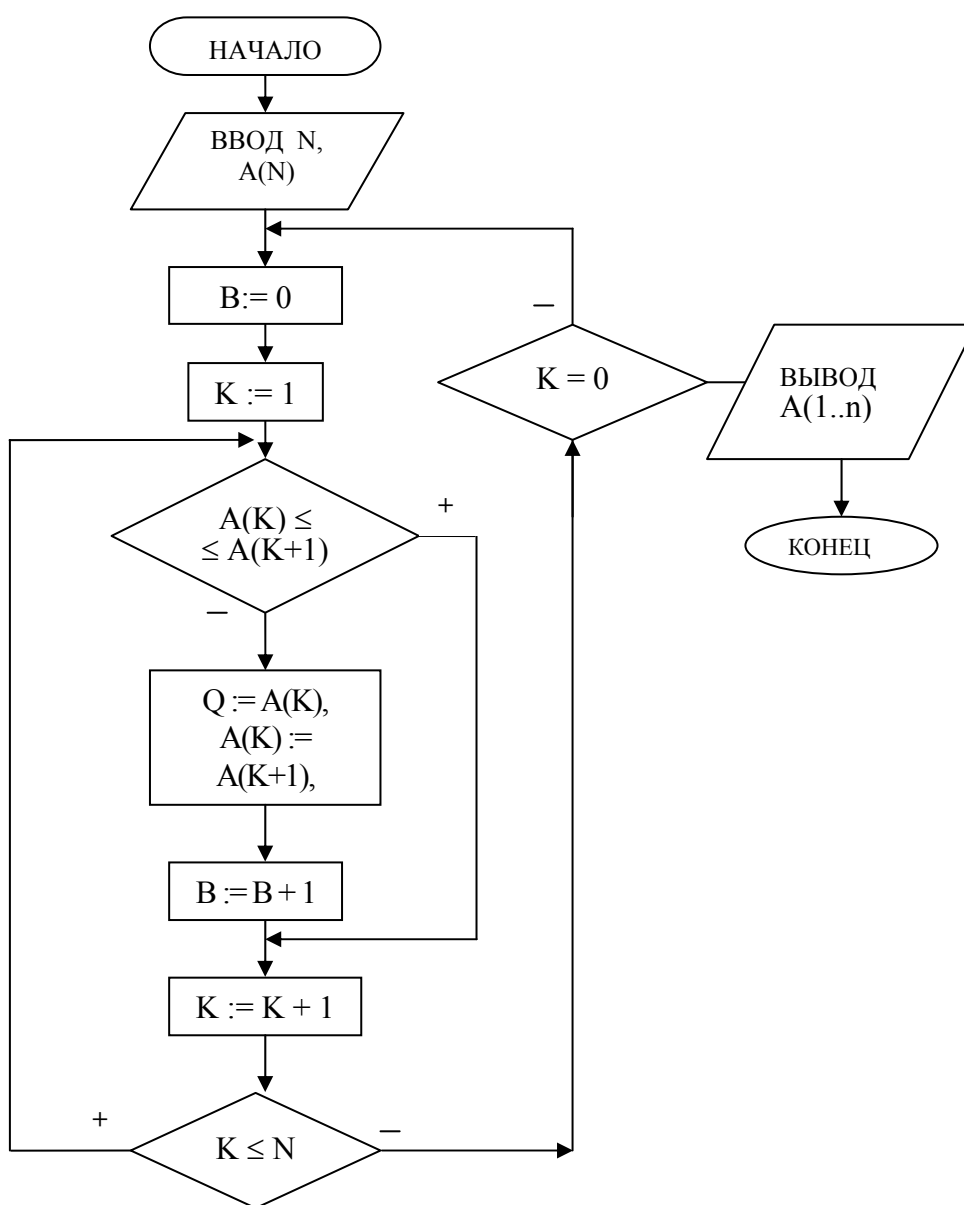 НАЧАЛО
ВВОД N,
A(N)
B:= 0
K := 1
A(K) ≤
≤ A(K+1)
+
–
Q := A(K),
A(K) :=
A(K+1),
B := B + 1
K := K + 1
K ≤ N
+
–
K = 0
–
ВЫВОД
A(1..n)
КОНЕЦ